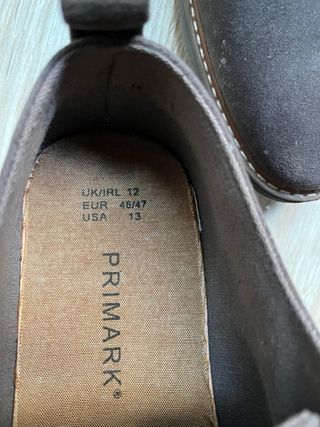 UK/IRL 12
EUR 46/47
USA 13
PRIMARK®